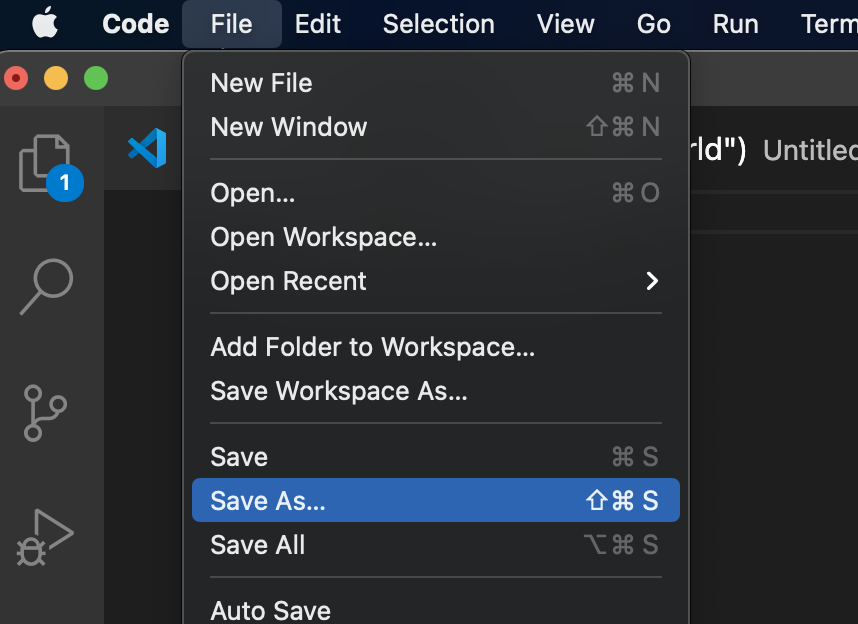 Code File Edit Selection View Go Run Term
New File ⌘ N
New Window ⇧⌘ N
rld") Untitled
1
Open... ⌘ O
Open Workspace...
Open Recent
Add Folder to Workspace...
Save Workspace As...
Save ⌘ S
Save As... ⇧⌘ S
Save All ⌥⌘ S
Auto Save